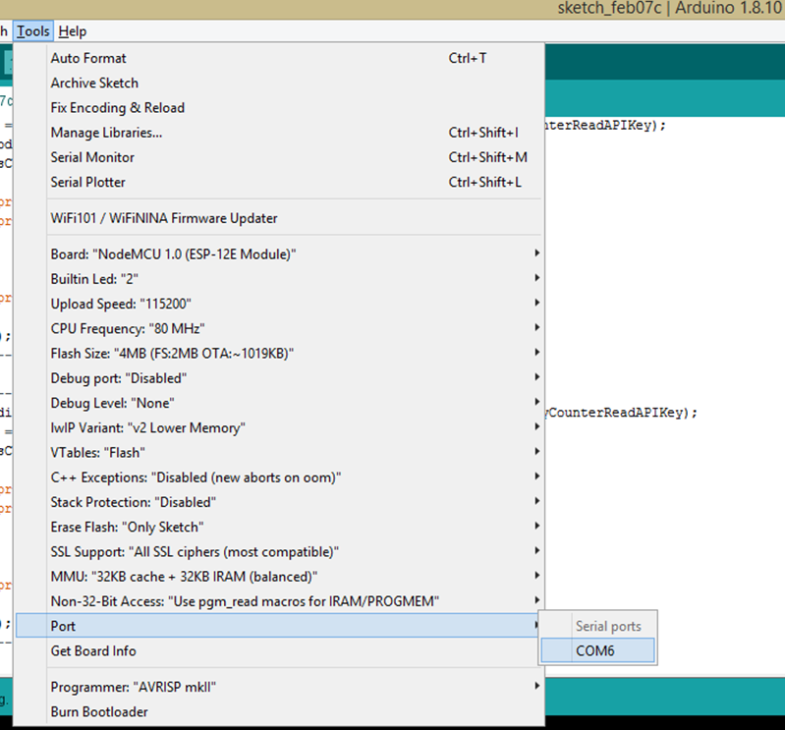 sketch_feb07c | Arduino 1.8.10
Tools Help
Auto Format Ctrl+T
Archive Sketch
Fix Encoding & Reload
terReadAPIKey);
Manage Libraries... Ctrl+Shift+I
Serial Monitor Ctrl+Shift+M
Serial Plotter Ctrl+Shift+L
WiFi101 / WiFiNINA Firmware Updater
Board: "NodeMCU 1.0 (ESP-12E Module)"
Builtin Led: "2"
Upload Speed: "115200"
CPU Frequency: "80 MHz"
Flash Size: "4MB (FS:2MB OTA:~1019KB)"
Debug port: "Disabled"
Debug Level: "None"
yCounterReadAPIKey);
lwIP Variant: "v2 Lower Memory"
VTables: "Flash"
C++ Exceptions: "Disabled (new aborts on oom)"
Stack Protection: "Disabled"
Erase Flash: "Only Sketch"
SSL Support: "All SSL ciphers (most compatible)"
MMU: "32KB cache + 32KB IRAM (balanced)"
Non-32-Bit Access: "Use pgm_read macros for IRAM/PROGMEM"
Port
Serial ports
COM6
Get Board Info
Programmer: "AVRISP mkII"
Burn Bootloader